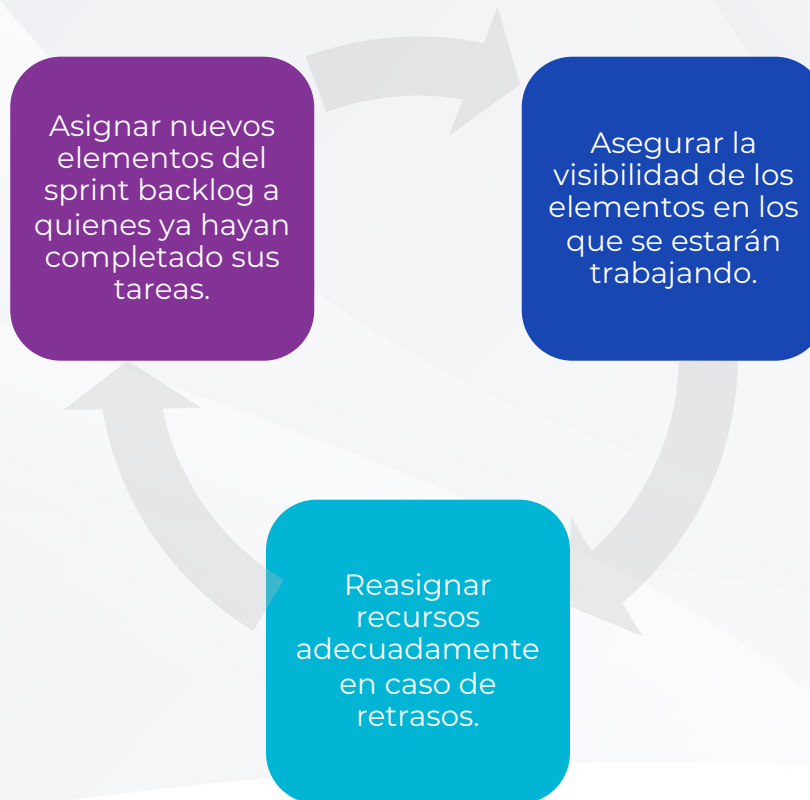 Asignar nuevos
elementos del
sprint backlog a
quienes ya hayan
completado sus
tareas.
Asegurar la
visibilidad de los
elementos en los
que se estarán
trabajando.
Reasignar
recursos
adecuadamente
en caso de
retrasos.